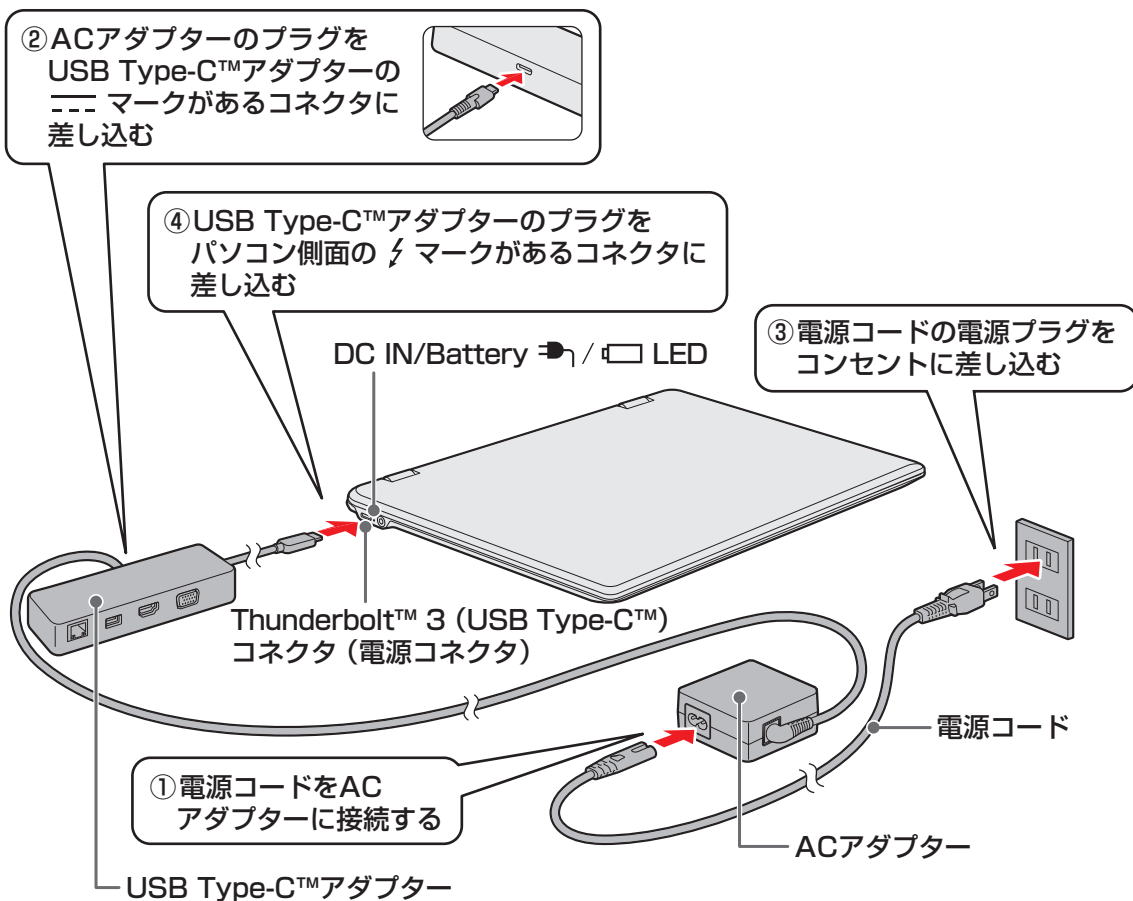 ②ACアダプターのプラグを
USB Type-C™アダプターの
マークがあるコネクタに
差し込む
④USB Type-C™アダプターのプラグを
パソコン側面の マークがあるコネクタに
差し込む
③電源コードの電源プラグを
コンセントに差し込む
DC IN/Battery / LED
Thunderbolt™ 3（USB Type-C™）
コネクタ（電源コネクタ）
電源コード
①電源コードをAC
アダプターに接続する
ACアダプター
USB Type-C™アダプター